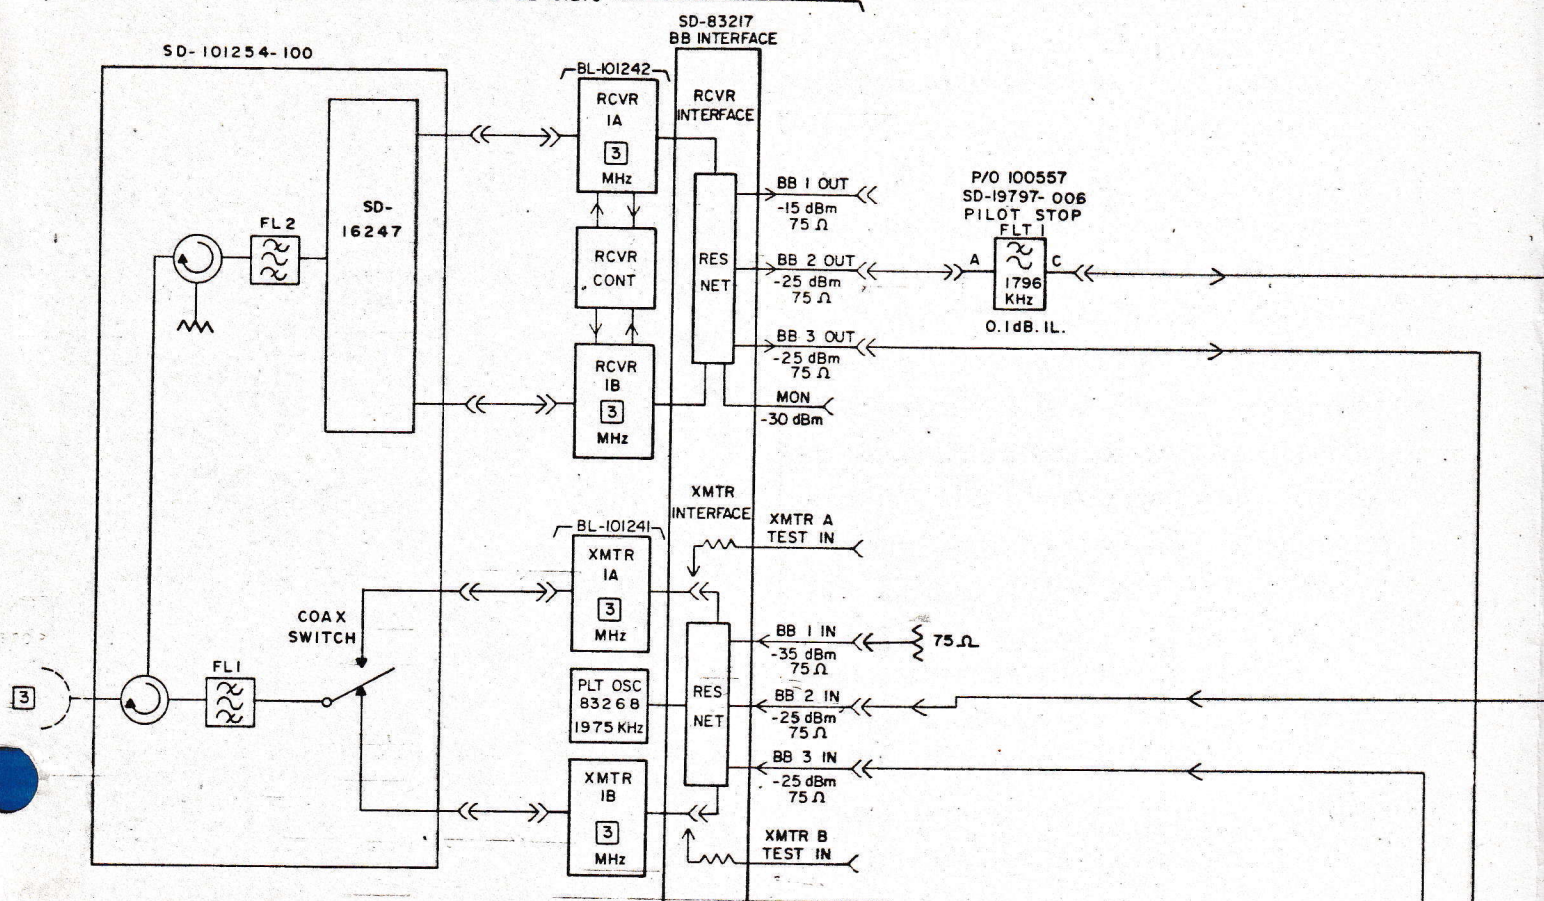 SD-101254-100
SD-83217
BB INTERFACE
BL-101242
RCVR
1A
3
MHz
RCVR
INTERFACE
SD-
16247
FL2
RCVR
CONT
RES
NET
BB 1 OUT
-15 dBm
75 Ω
BB 2 OUT
-25 dBm
75 Ω
BB 3 OUT
-25 dBm
75 Ω
MON
-30 dBm
P/O 100557
SD-19797-006
PILOT STOP
FLT 1
A
C
1796
KHz
0.1dB. IL.
RCVR
1B
3
MHz
XMTR
INTERFACE
BL-101241
XMTR
1A
3
MHz
XMTR A
TEST IN
COAX
SWITCH
FL1
3
PLT OSC
83268
1975 KHz
RES
NET
BB 1 IN
-35 dBm
75 Ω
75 Ω
BB 2 IN
-25 dBm
75 Ω
BB 3 IN
-25 dBm
75 Ω
XMTR
1B
3
MHz
XMTR B
TEST IN